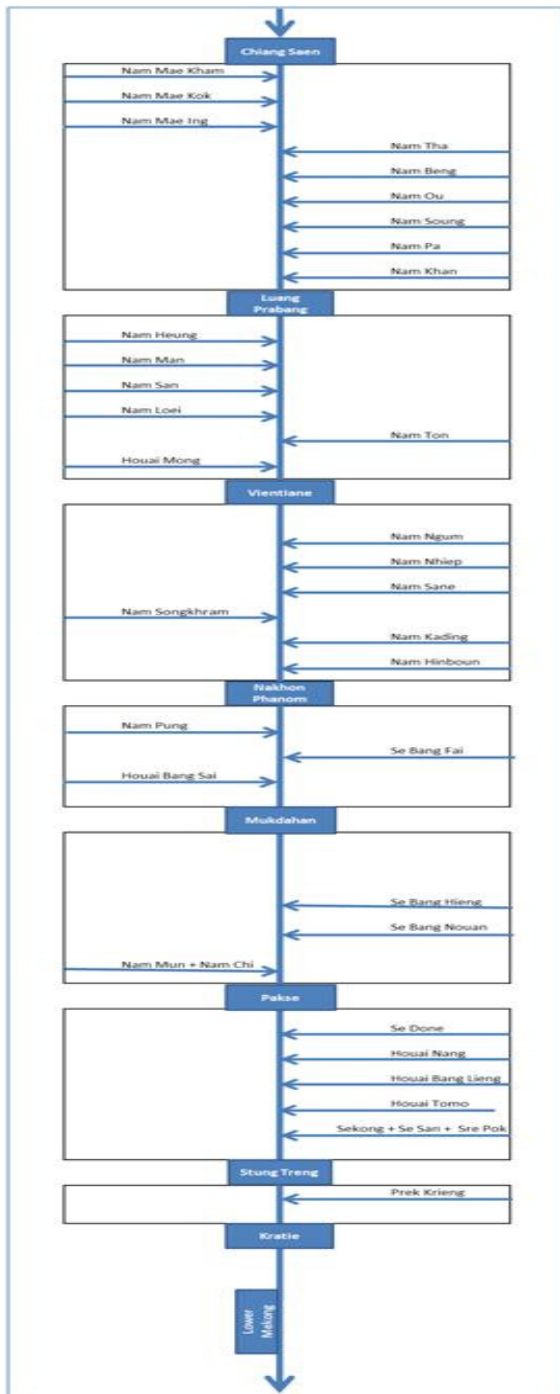 Chiang Saen
Nam Mae Kham
Nam Mae Kok
Nam Mae Ing
Nam Tha
Nam Beng
Nam Ou
Nam Soung
Nam Pa
Nam Khan
Luang
Prabang
Nam Heung
Nam Man
Nam San
Nam Loei
Nam Ton
Houai Mong
Vientiane
Nam Ngum
Nam Nhiep
Nam Sane
Nam Songkhram
Nam Kading
Nam Hinboun
Nakhon
Phanom
Nam Pung
Se Bang Fai
Houai Bang Sai
Mukdahan
Se Bang Hieng
Se Bang Nouan
Nam Mun + Nam Chi
Pakse
Se Done
Houai Nang
Houai Bang Lieng
Houai Tomo
Sekong + Se San + Sre Pok
Stung Treng
Prek Krieng
Kratie
Lower
Mekong